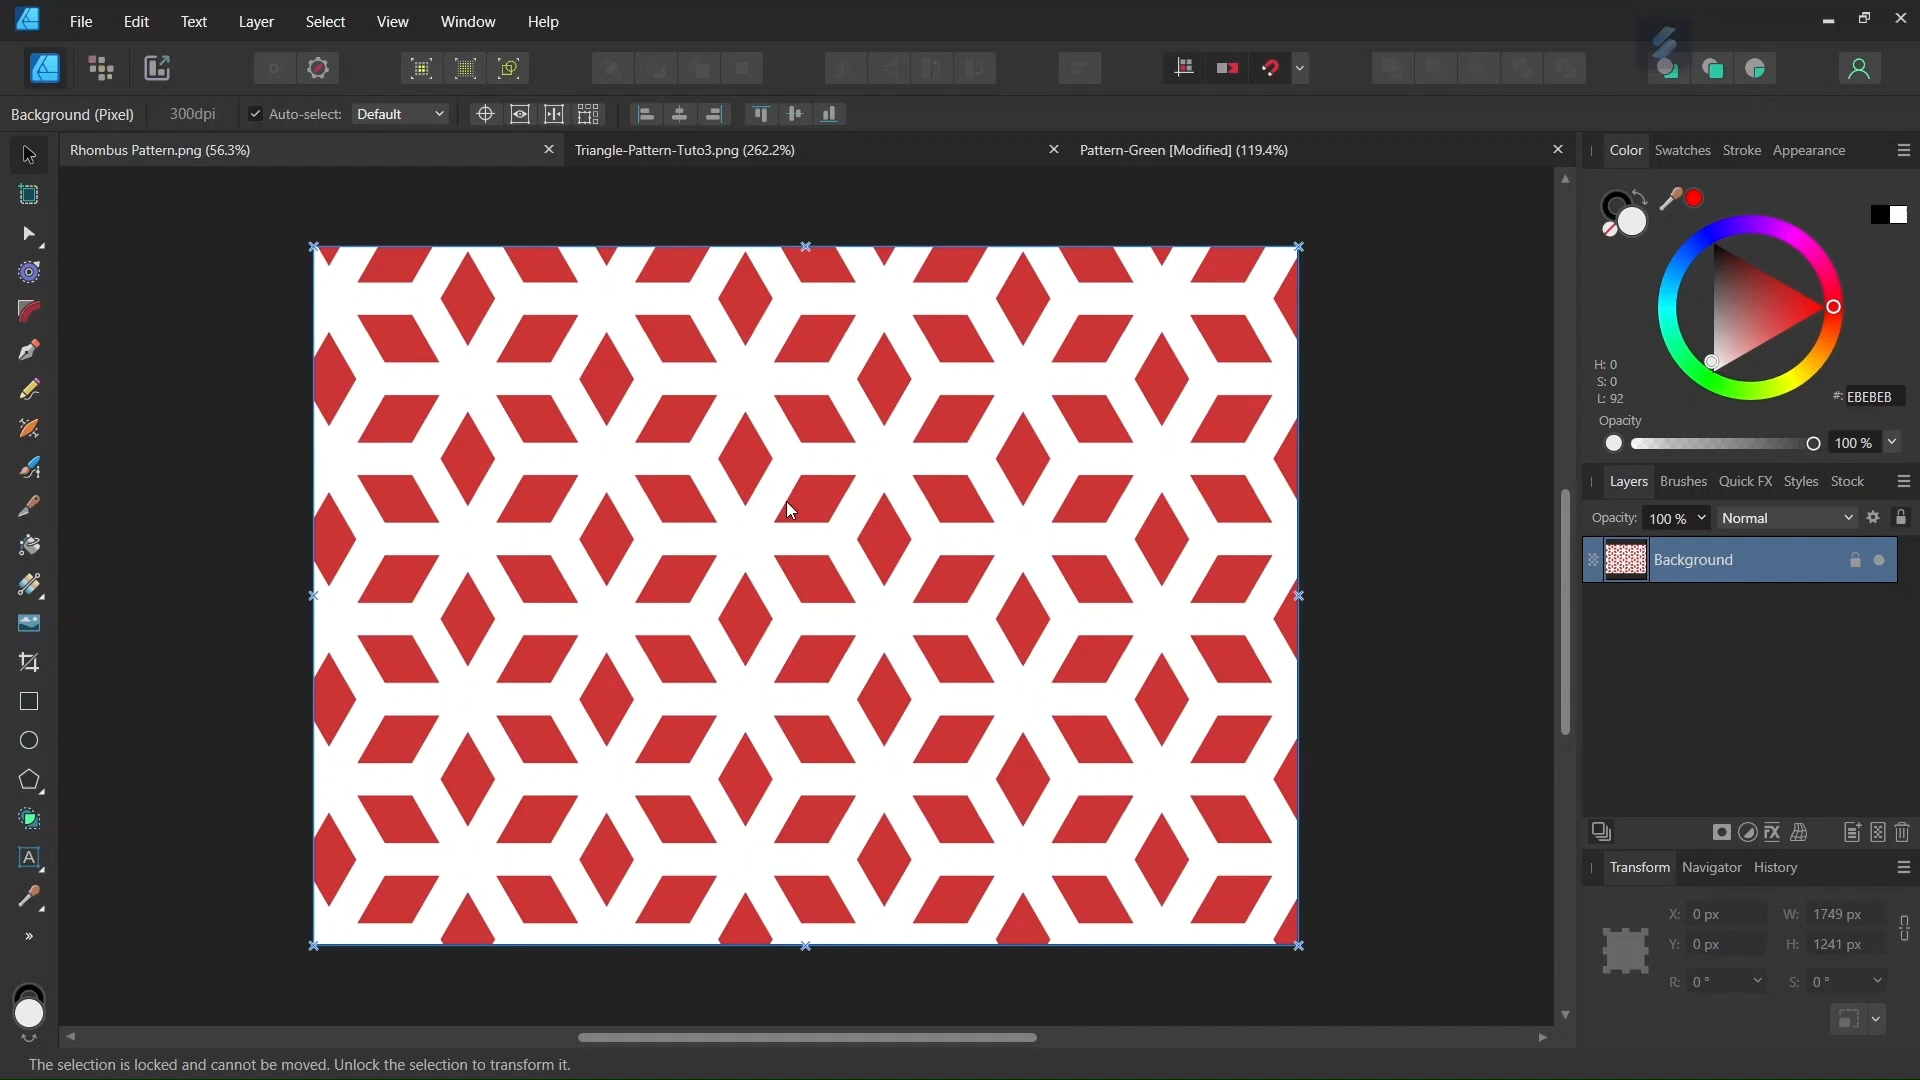 File Edit Text Layer Select View Window Help
Background (Pixel) 300dpi Auto-select: Default
Rhombus Pattern.png (56.3%) Triangle-Pattern-Tuto3.png (262.2%) Pattern-Green [Modified] (119.4%)
Color Swatches Stroke Appearance
H: 0
S: 0
L: 92
#: EBEBEB
Opacity
100 %
Layers Brushes Quick FX Styles Stock
Opacity: 100 % Normal
Background
Transform Navigator History
X: 0 px W: 1749 px
Y: 0 px H: 1241 px
R: 0 ° S: 0 °
The selection is locked and cannot be moved. Unlock the selection to transform it.